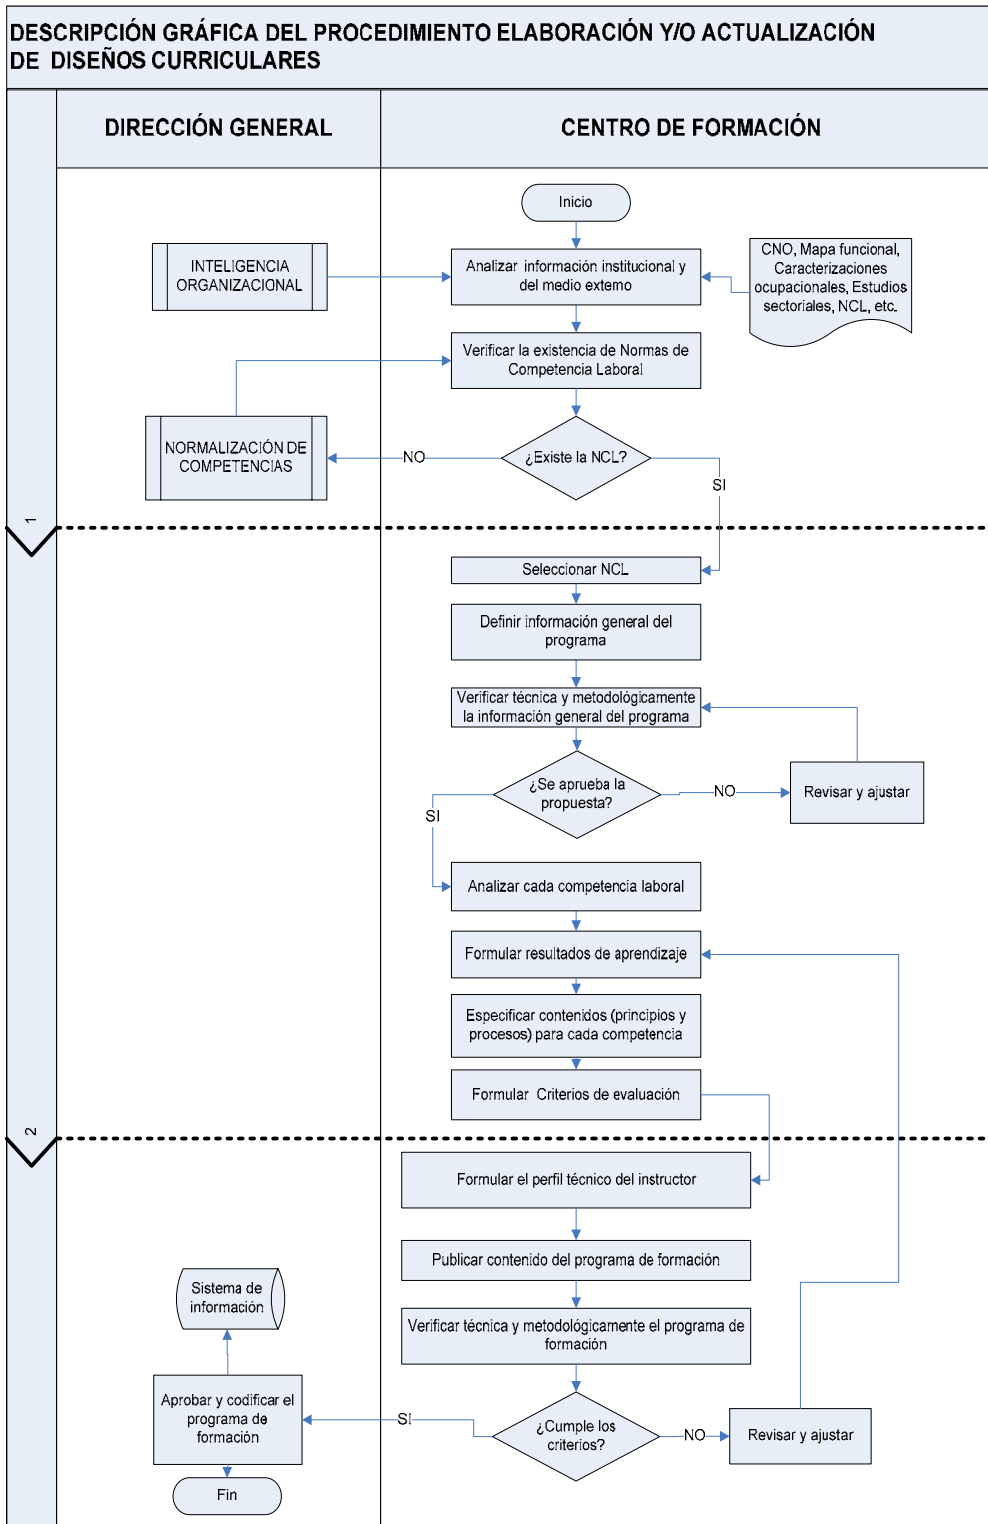 DESCRIPCIÓN GRÁFICA DEL PROCEDIMIENTO ELABORACIÓN Y/O ACTUALIZACIÓN
DE DISEÑOS CURRICULARES
DIRECCIÓN GENERAL
CENTRO DE FORMACIÓN
Inicio
INTELIGENCIA
ORGANIZACIONAL
Analizar información institucional y
del medio externo
CNO, Mapa funcional,
Caracterizaciones
ocupacionales, Estudios
sectoriales, NCL, etc.
Verificar la existencia de Normas de
Competencia Laboral
NORMALIZACIÓN DE
COMPETENCIAS
NO
¿Existe la NCL?
SI
1
Seleccionar NCL
Definir información general del
programa
Verificar técnica y metodológicamente
la información general del programa
¿Se aprueba la
propuesta?
NO
Revisar y ajustar
SI
Analizar cada competencia laboral
Formular resultados de aprendizaje
Especificar contenidos (principios y
procesos) para cada competencia
Formular Criterios de evaluación
2
Formular el perfil técnico del instructor
Publicar contenido del programa de formación
Sistema de
información
Verificar técnica y metodológicamente el programa de
formación
Aprobar y codificar el
programa de
formación
SI
¿Cumple los
criterios?
NO
Revisar y ajustar
Fin